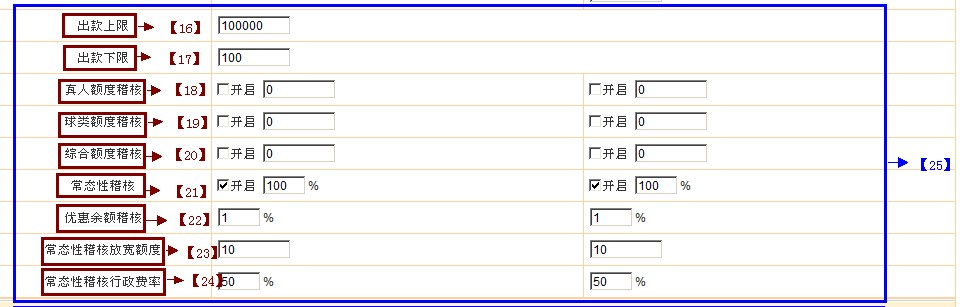 出款上限 【16】 100000
出款下限 【17】 100
真人额度稽核 【18】 开启 0 开启 0
球类额度稽核 【19】 开启 0 开启 0
综合额度稽核 【20】 开启 0 开启 0
【25】
常态性稽核 【21】 开启 100 % 开启 100 %
优惠余额稽核 【22】 1 % 1 %
常态性稽核放宽额度 【23】 10 10
常态性稽核行政费率 【24】 50 % 50 %